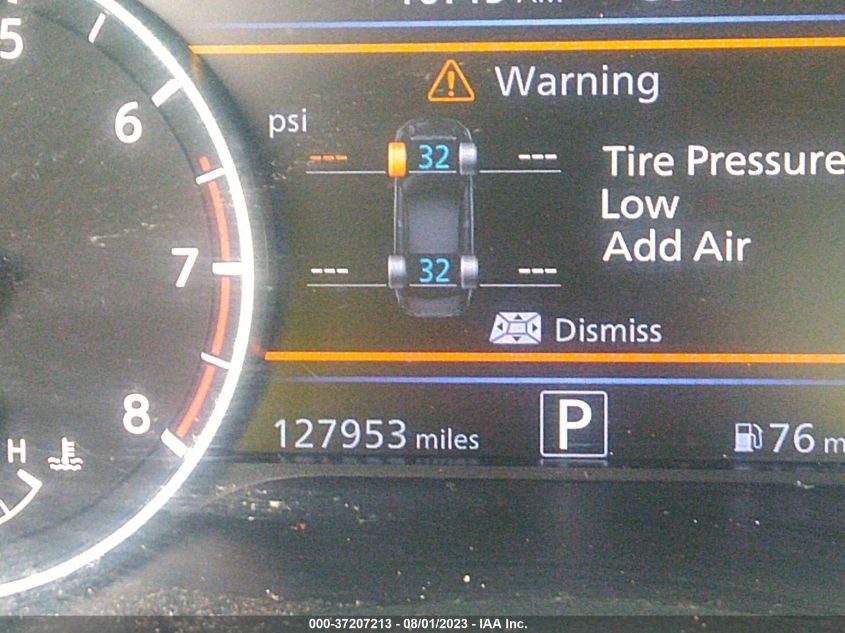 5
6
7
8
H
Warning
psi
--- 32 ---
Tire Pressure
Low
Add Air
--- 32 ---
Dismiss
127953 miles
P
76 m
000-37207213 - 08/01/2023 - IAA Inc.